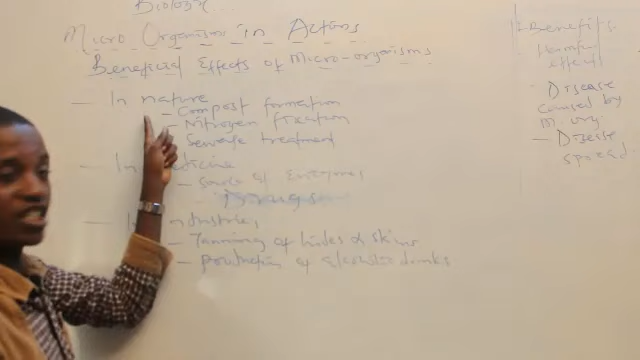 Biology
Micro Organism in Actions
Beneficial Effects of Micro-organisms
- In nature
- Compost formation
- Nitrogen fixation
- Sewage treatment
- In medicine
- Source of Enzymes
- Drugs
- In industries
- Tanning of hides & skins
- production of alcoholic drinks
- Benefits
- Harmful effects
- Disease
caused by
M. org
- Disease
spread